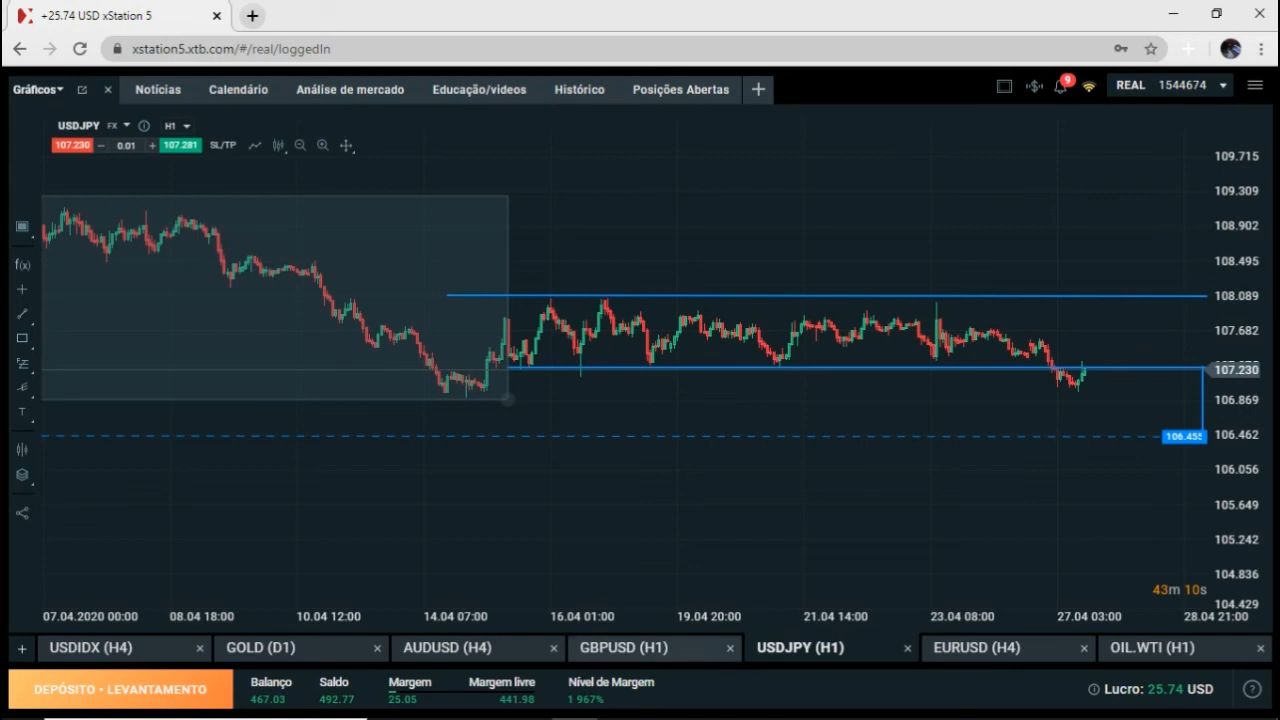 +25.74 USD xStation 5
xstation5.xtb.com/#/real/loggedIn
Gráficos Notícias Calendário Análise de mercado Educação/videos Histórico Posições Abertas 9 REAL 1544674
USDJPY FX H1
107.230 0.01 107.281 SL/TP
109.715
109.309
108.902
108.495
108.089
107.682
107.230
106.869
106.455
106.462
106.056
105.649
105.242
104.836
104.429
f(x)
T
43m 10s
07.04.2020 00:00 08.04 18:00 10.04 12:00 14.04 07:00 16.04 01:00 19.04 20:00 21.04 14:00 23.04 08:00 27.04 03:00 28.04 21:00
USDIDX (H4) GOLD (D1) AUDUSD (H4) GBPUSD (H1) USDJPY (H1) EURUSD (H4) OIL.WTI (H1)
DEPÓSITO • LEVANTAMENTO
Balanço Saldo Margem Margem livre Nível de Margem
467.03 492.77 25.05 441.98 1 967%
Lucro: 25.74 USD